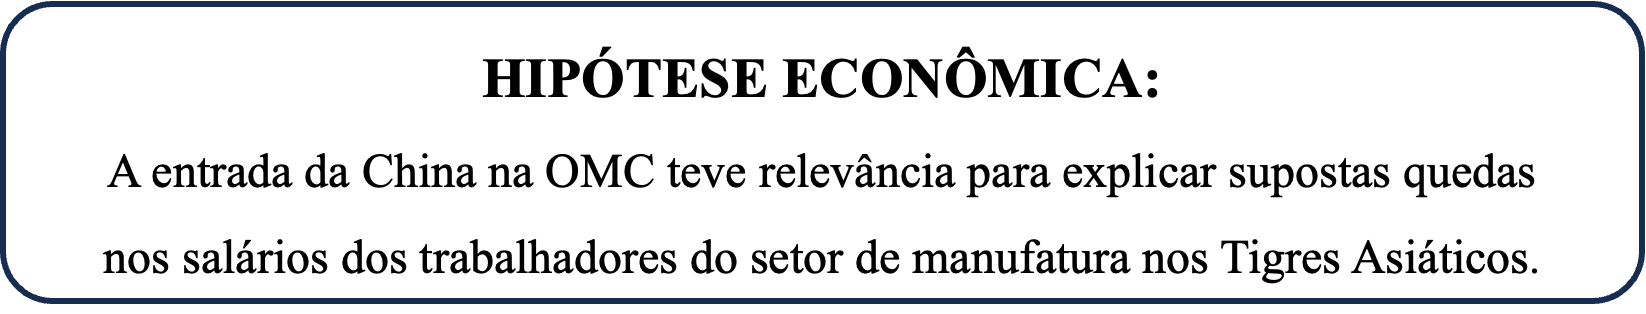 HIPÓTESE ECONÔMICA:
A entrada da China na OMC teve relevância para explicar supostas quedas
nos salários dos trabalhadores do setor de manufatura nos Tigres Asiáticos.